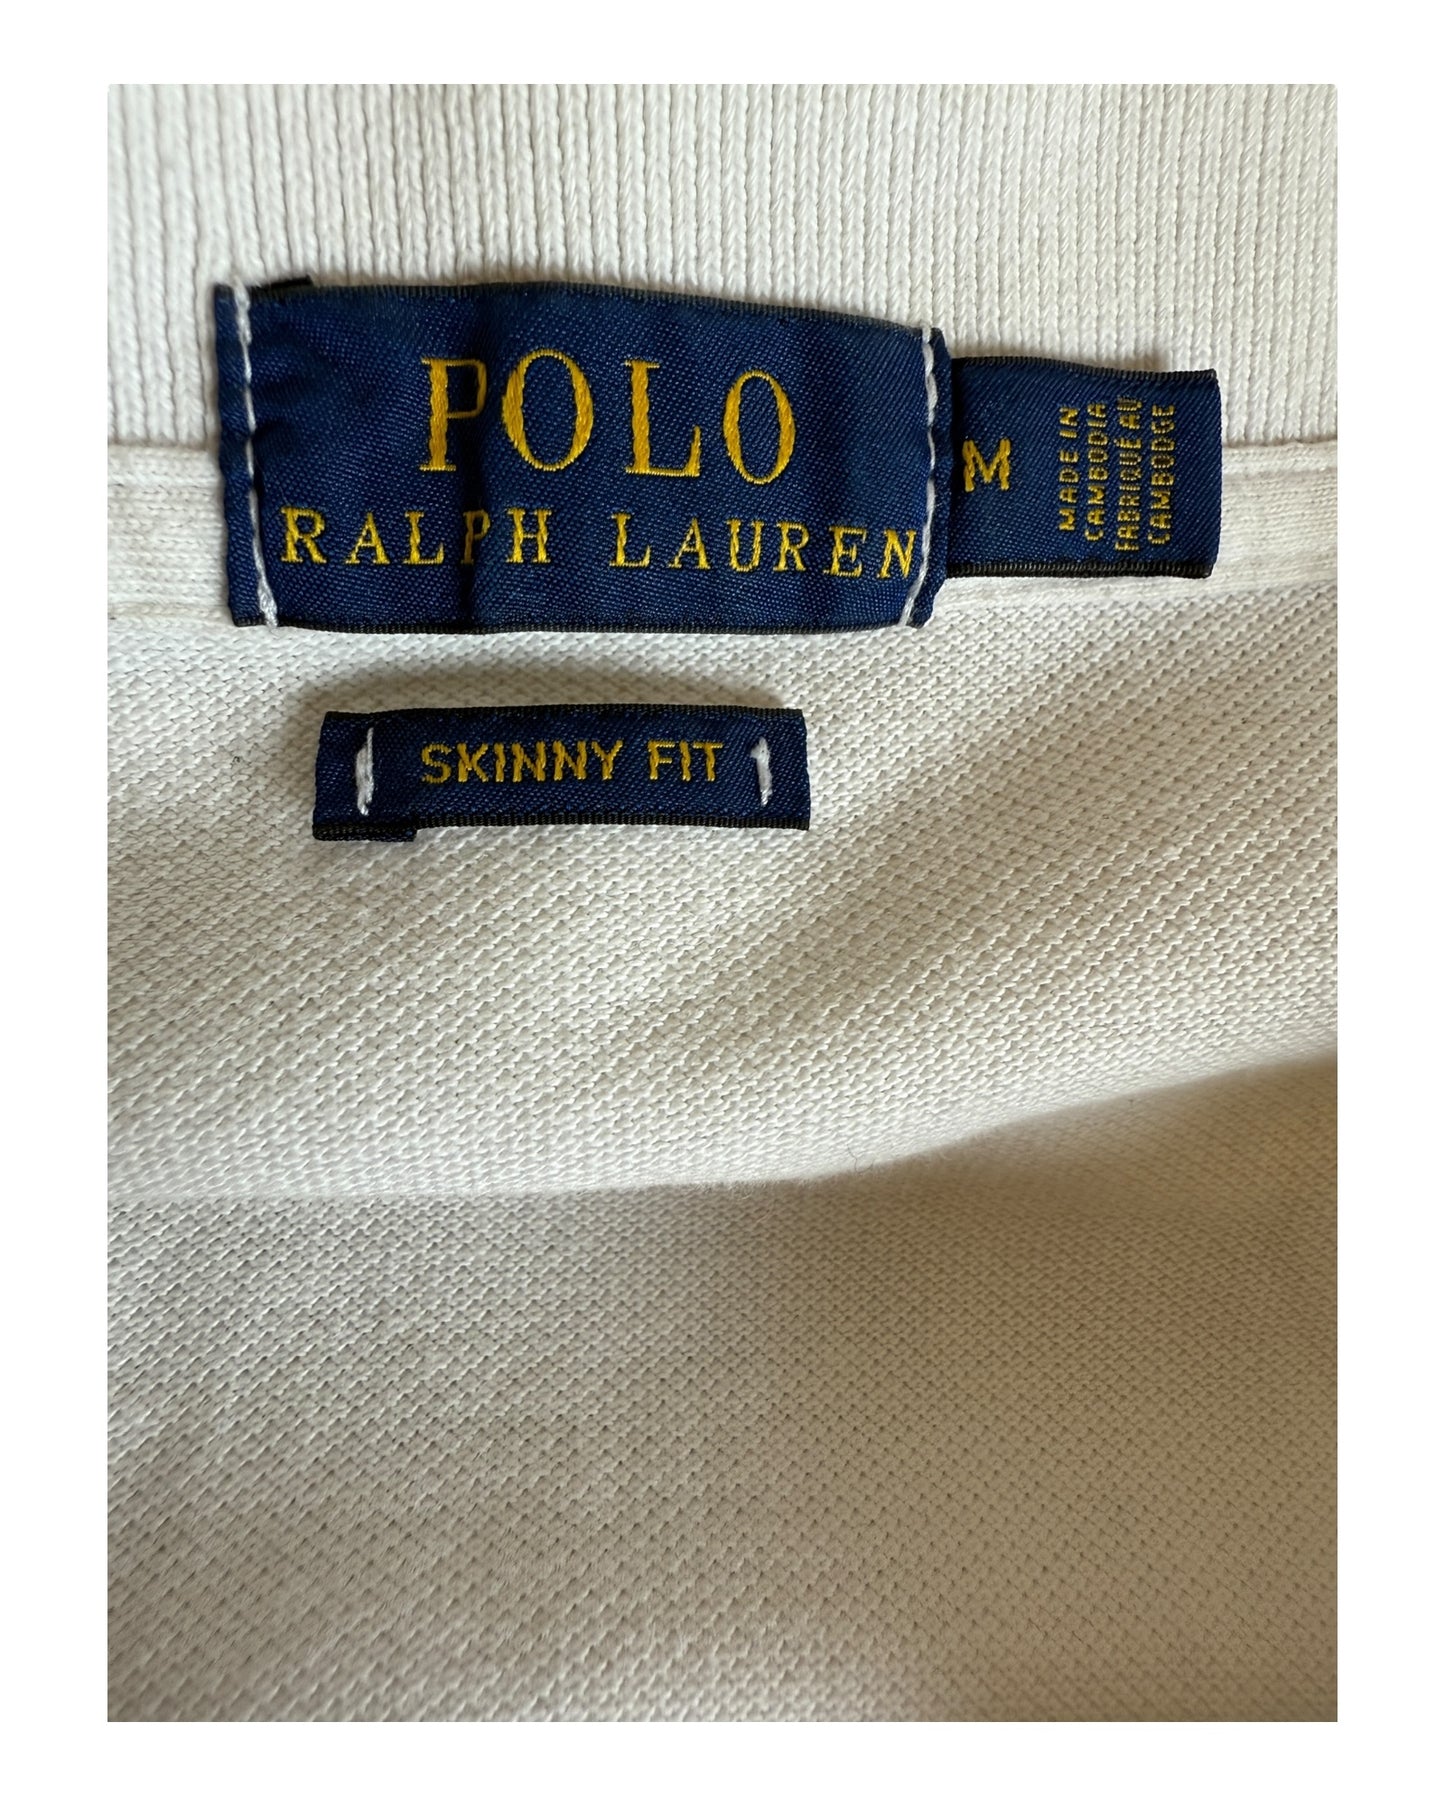 POLO
RALPH LAUREN
M
MADE IN
CAMBODIA
FABRIQUÉ AU
CAMBODGE
SKINNY FIT